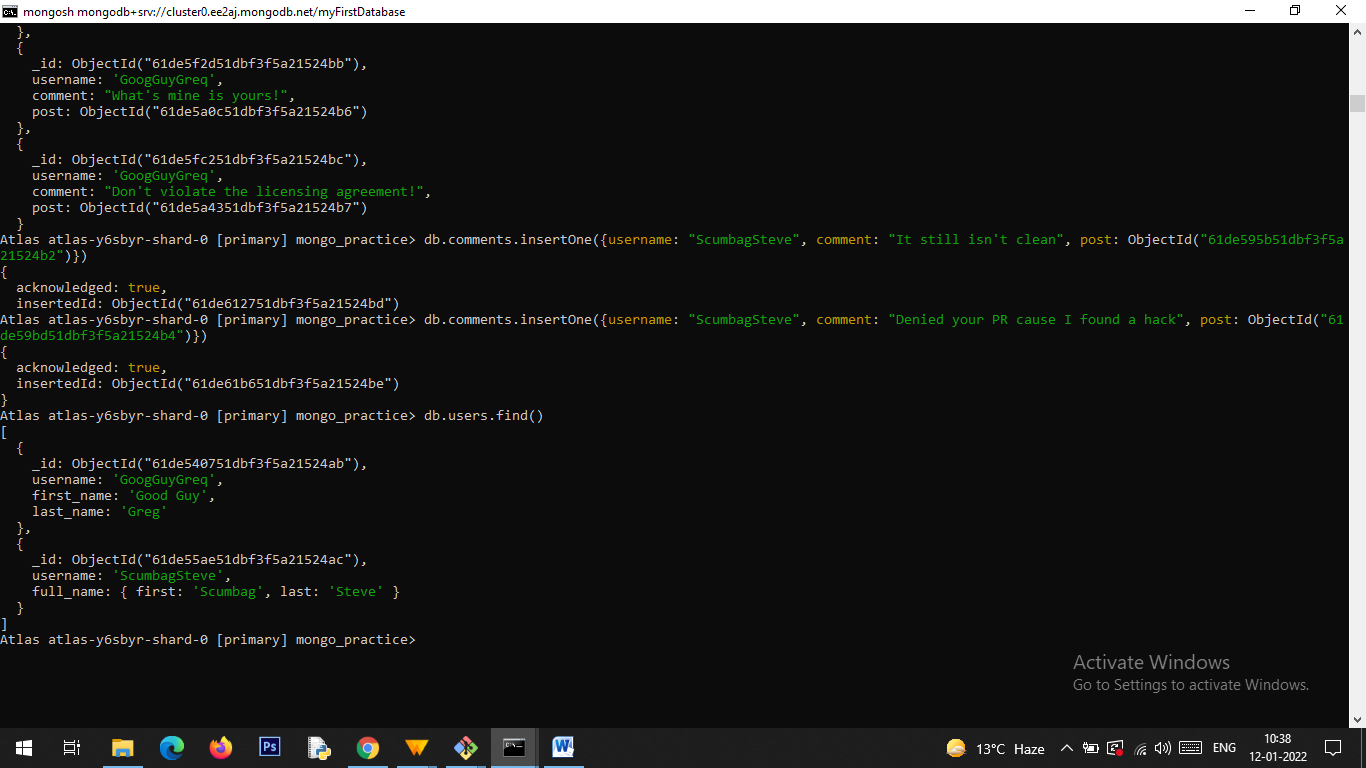 mongosh mongodb+srv://cluster0.ee2aj.mongodb.net/myFirstDatabase
},
{
_id: ObjectId("61de5f2d51dbf3f5a21524bb"),
username: 'GoogGuyGreq',
comment: "What's mine is yours!",
post: ObjectId("61de5a0c51dbf3f5a21524b6")
},
{
_id: ObjectId("61de5fc251dbf3f5a21524bc"),
username: 'GoogGuyGreq',
comment: "Don't violate the licensing agreement!",
post: ObjectId("61de5a4351dbf3f5a21524b7")
}
Atlas atlas-y6sbyr-shard-0 [primary] mongo_practice> db.comments.insertOne({username: "ScumbagSteve", comment: "It still isn't clean", post: ObjectId("61de595b51dbf3f5a
21524b2")})
{
acknowledged: true,
insertedId: ObjectId("61de612751dbf3f5a21524bd")
Atlas atlas-y6sbyr-shard-0 [primary] mongo_practice> db.comments.insertOne({username: "ScumbagSteve", comment: "Denied your PR cause I found a hack", post: ObjectId("61
de59bd51dbf3f5a21524b4")})
{
acknowledged: true,
insertedId: ObjectId("61de61b651dbf3f5a21524be")
}
Atlas atlas-y6sbyr-shard-0 [primary] mongo_practice> db.users.find()
[
{
_id: ObjectId("61de540751dbf3f5a21524ab"),
username: 'GoogGuyGreq',
first_name: 'Good Guy',
last_name: 'Greg'
},
{
_id: ObjectId("61de55ae51dbf3f5a21524ac"),
username: 'ScumbagSteve',
full_name: { first: 'Scumbag', last: 'Steve' }
}
]
Atlas atlas-y6sbyr-shard-0 [primary] mongo_practice>
Activate Windows
Go to Settings to activate Windows.
Ps
W
13°C Haze
ENG
10:38
12-01-2022